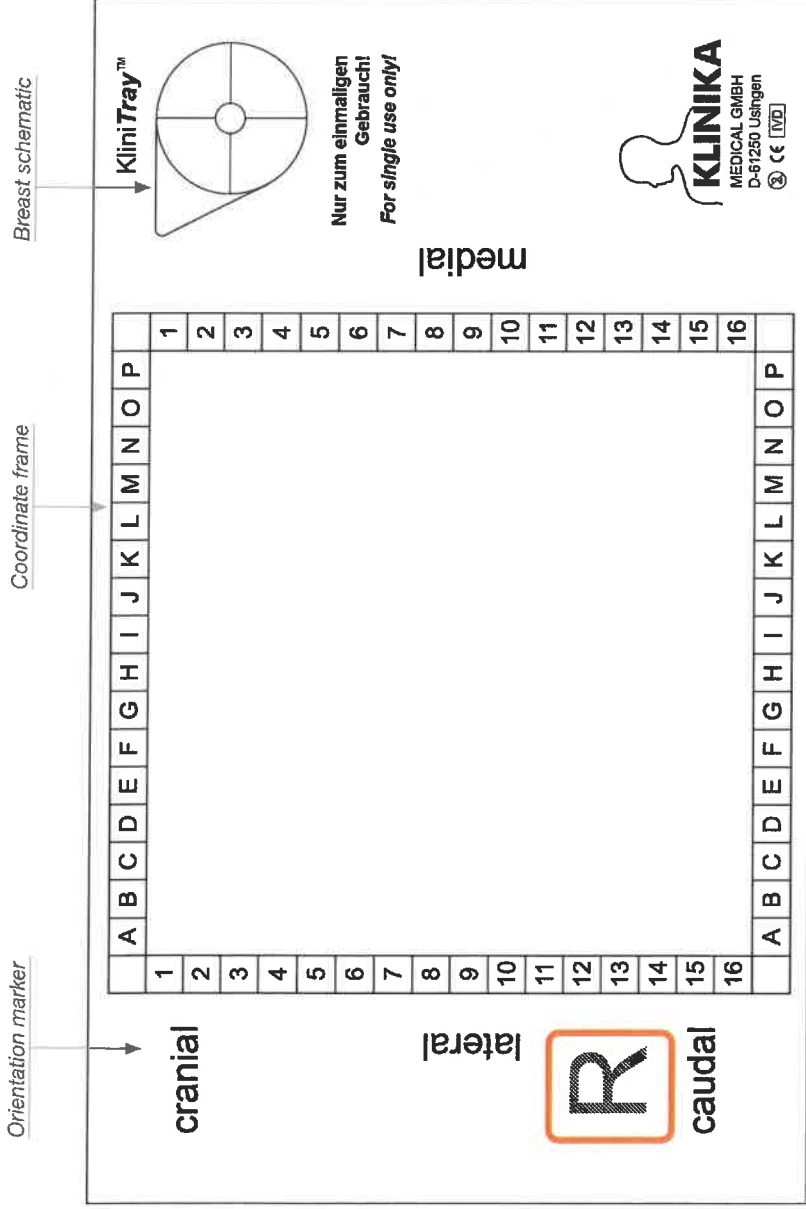 Orientation marker
Coordinate frame
Breast schematic
KliniTray™
A B C D E F G H I J K L M N O P
cranial
1 1
2 2
3 3
4 4
5 5
6 6
7 7
8 8
9 9
10 10
11 11
12 12
13 13
14 14
15 15
16 16
A B C D E F G H I J K L M N O P
lateral
R
caudal
Nur zum einmaligen
Gebrauch!
For single use only!
medial
KLINIKA
MEDICAL GMBH
D-61250 Usingen
2 CE IVD